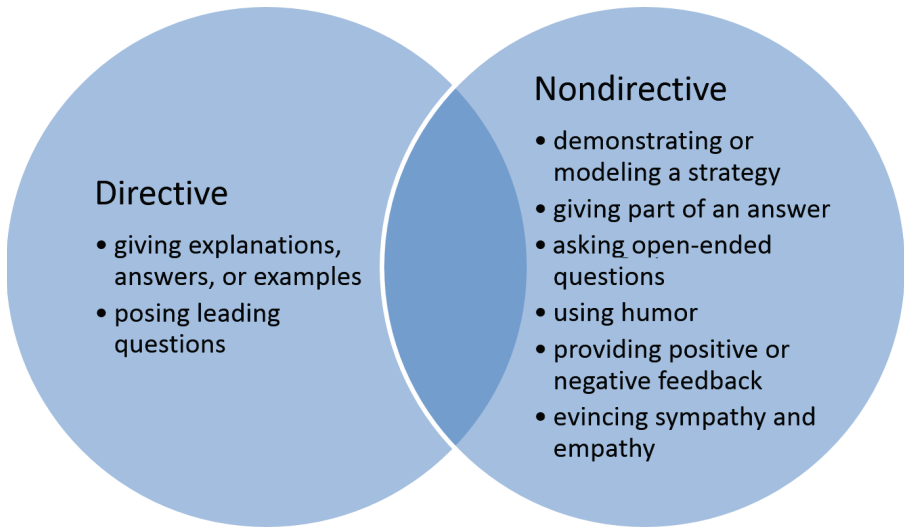 Directive
• giving explanations,
answers, or examples
• posing leading
questions
Nondirective
• demonstrating or
modeling a strategy
• giving part of an answer
• asking open-ended
questions
• using humor
• providing positive or
negative feedback
• evincing sympathy and
empathy